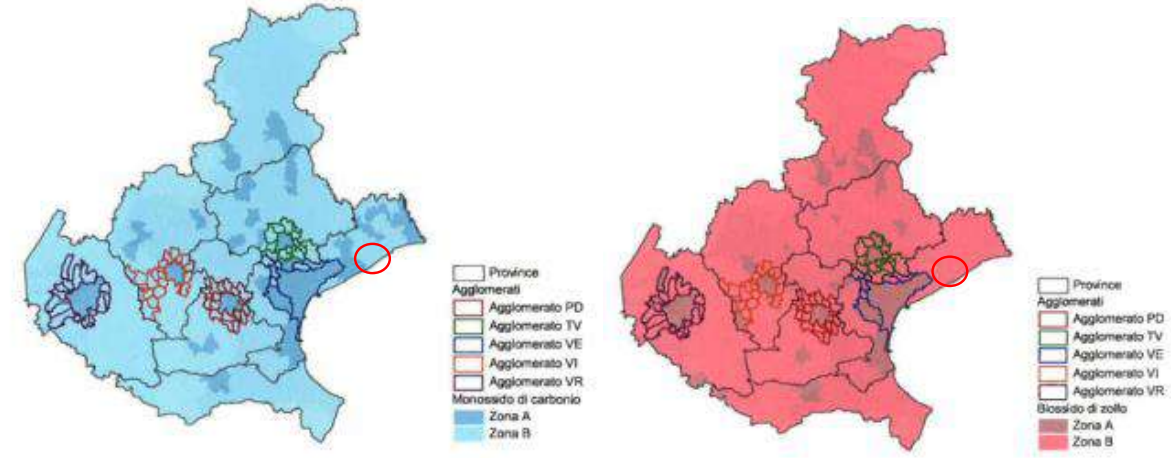 Province
Agglomerati
Agglomerato PD
Agglomerato TV
Agglomerato VE
Agglomerato VI
Agglomerato VR
Monossido di carbonio
Zona A
Zona B
Province
Agglomerati
Agglomerato PD
Agglomerato TV
Agglomerato VE
Agglomerato VI
Agglomerato VR
Biossido di zolfo
Zona A
Zona B